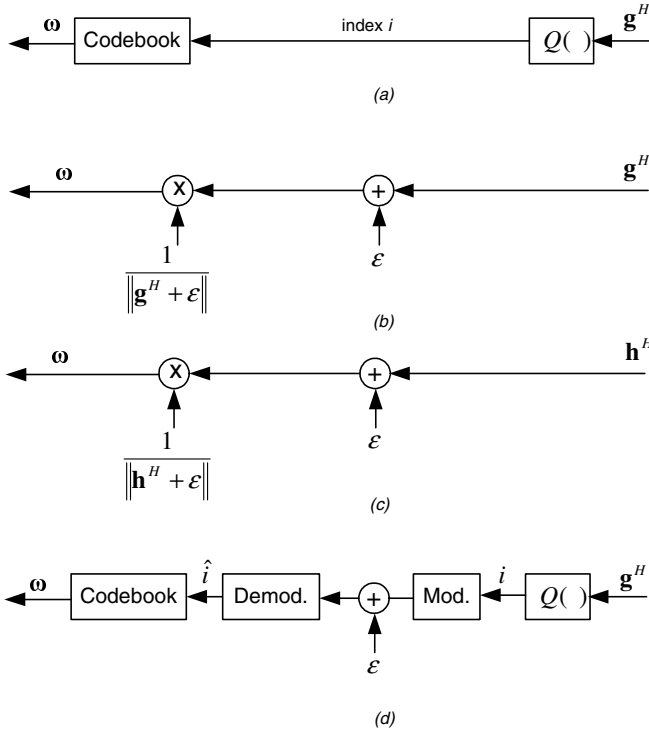 ω
Codebook
index i
Q( )
g^H
(a)
ω
x
+
g^H
1
‖g^H + ε‖
ε
(b)
ω
x
+
h^H
1
‖h^H + ε‖
ε
(c)
ω
Codebook
î
Demod.
+
Mod.
i
Q( )
g^H
ε
(d)